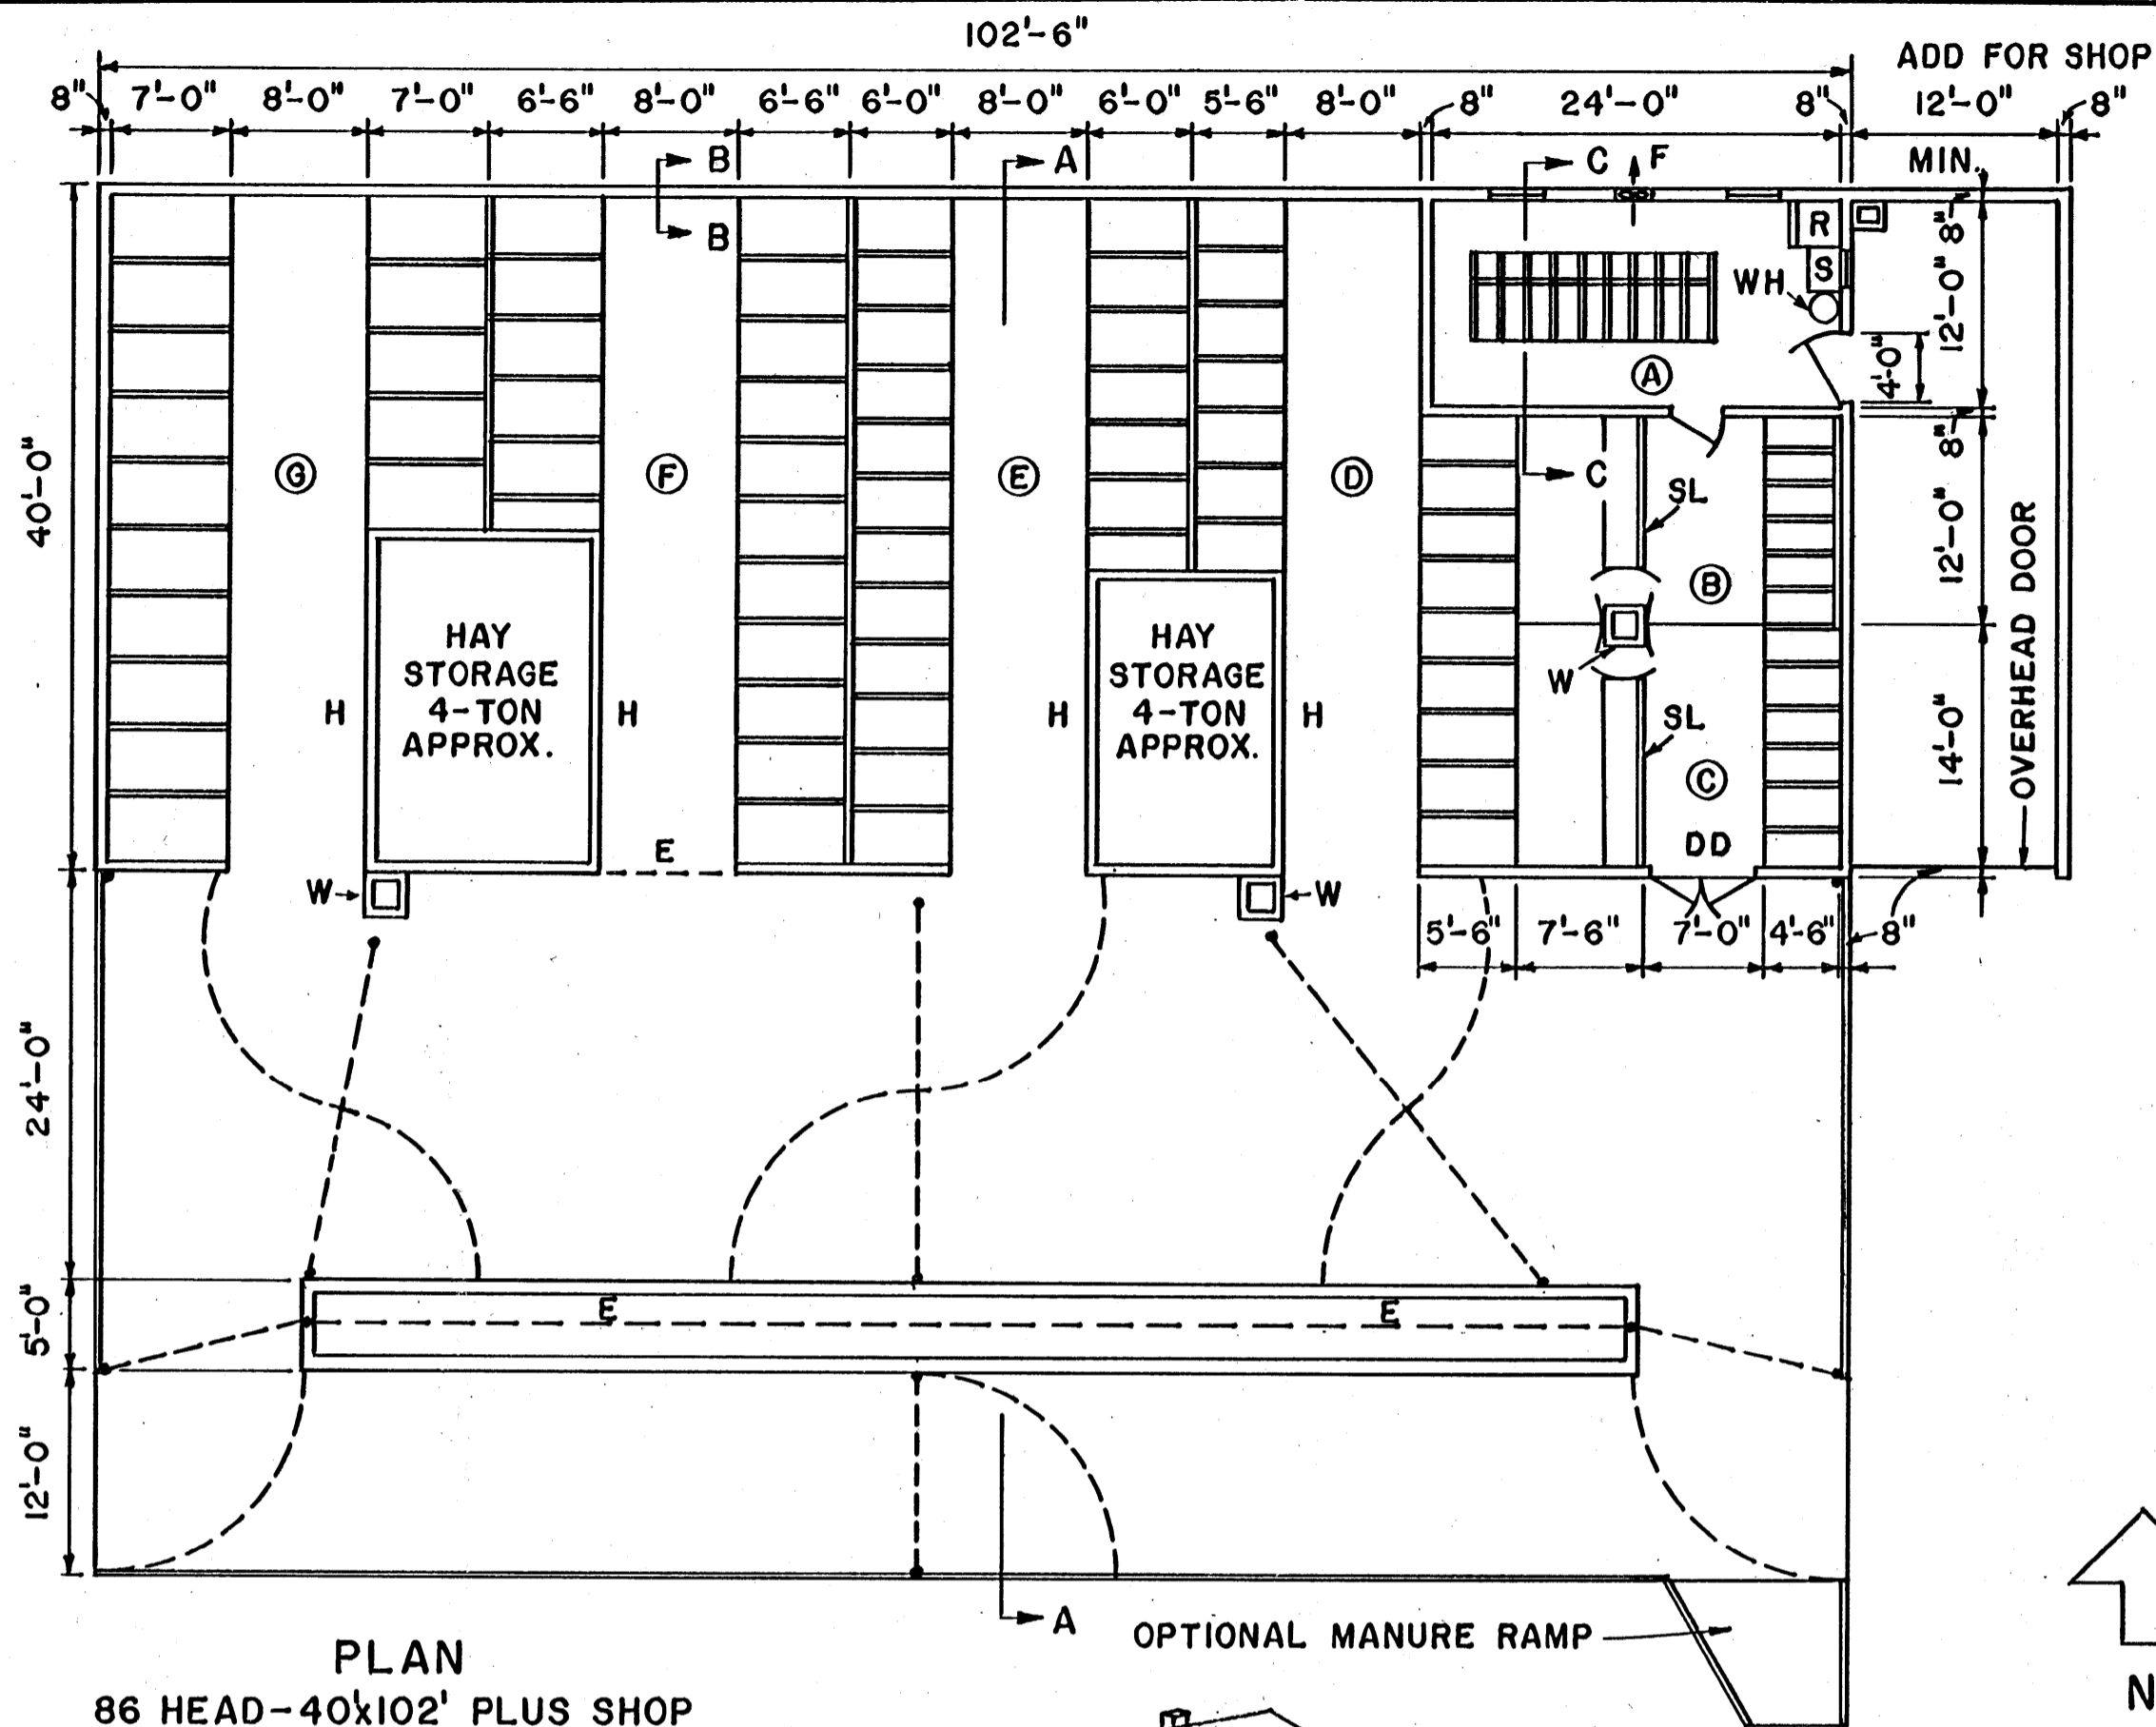 102'-6"
ADD FOR SHOP
8" 7'-0" 8'-0" 7'-0" 6'-6" 8'-0" 6'-6" 6'-0" 8'-0" 6'-0" 5'-6" 8'-0" 8" 24'-0" 8" 12'-0" 8"
MIN.
B
A
C F
B
R
S
WH
8"
12'-0"
4'-0"
A
40'-0"
G
F
E
D
C
SL
8"
12'-0"
B
HAY
STORAGE
4-TON
APPROX.
H
H
HAY
STORAGE
4-TON
APPROX.
H
H
W
SL
C
DD
14'-0"
OVERHEAD DOOR
E
W
W
5'-6" 7'-6" 7'-0" 4'-6" 8"
24'-0"
5'-0"
E
E
12'-0"
A
OPTIONAL MANURE RAMP
N
PLAN
86 HEAD-40'x102' PLUS SHOP